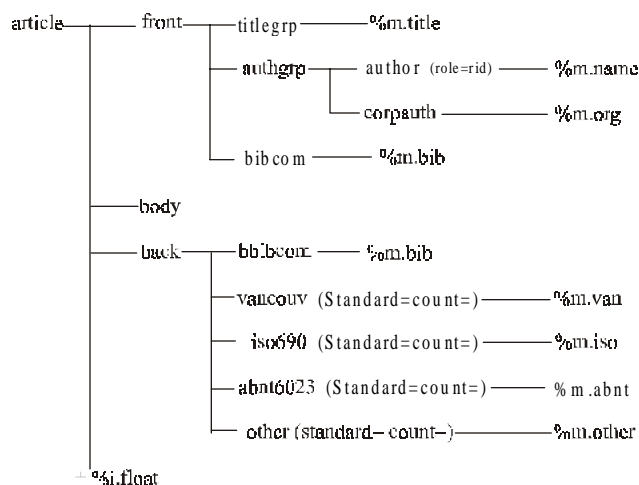 article front titlegrp %m.title
authgrp author (role=rid) %m.name
corpauth %m.org
bibcom %m.bib
body
back bbibcom %m.bib
vancouv (Standard=count=) %m.van
iso690 (Standard=count=) %m.iso
abnt6023 (Standard=count=) %m.abnt
other (standard=count=) %m.other
+%i.float